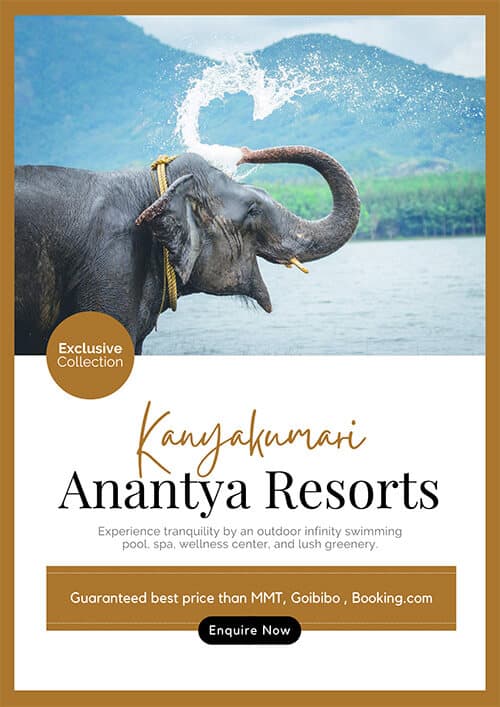 Exclusive
Collection
Kanyakumari
Anantya Resorts
Experience tranquility by an outdoor infinity swimming
pool, spa, wellness center, and lush greenery.
Guaranteed best price than MMT, Goibibo , Booking.com
Enquire Now